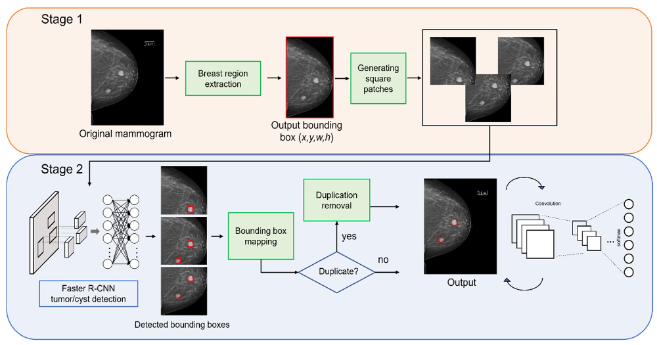 Stage 1
Original mammogram
Breast region
extraction
Output bounding
box (x,y,w,h)
Generating
square
patches
Stage 2
Faster R-CNN
tumor/cyst detection
Detected bounding boxes
Bounding box
mapping
Duplication
removal
yes
Duplicate?
no
Output
Convolution
softmax